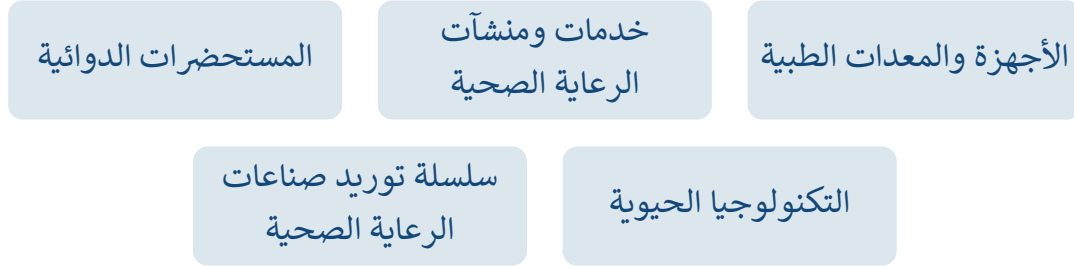 الأجهزة والمعدات الطبية
خدمات ومنشآت
الرعاية الصحية
المستحضرات الدوائية
التكنولوجيا الحيوية
سلسلة توريد صناعات
الرعاية الصحية